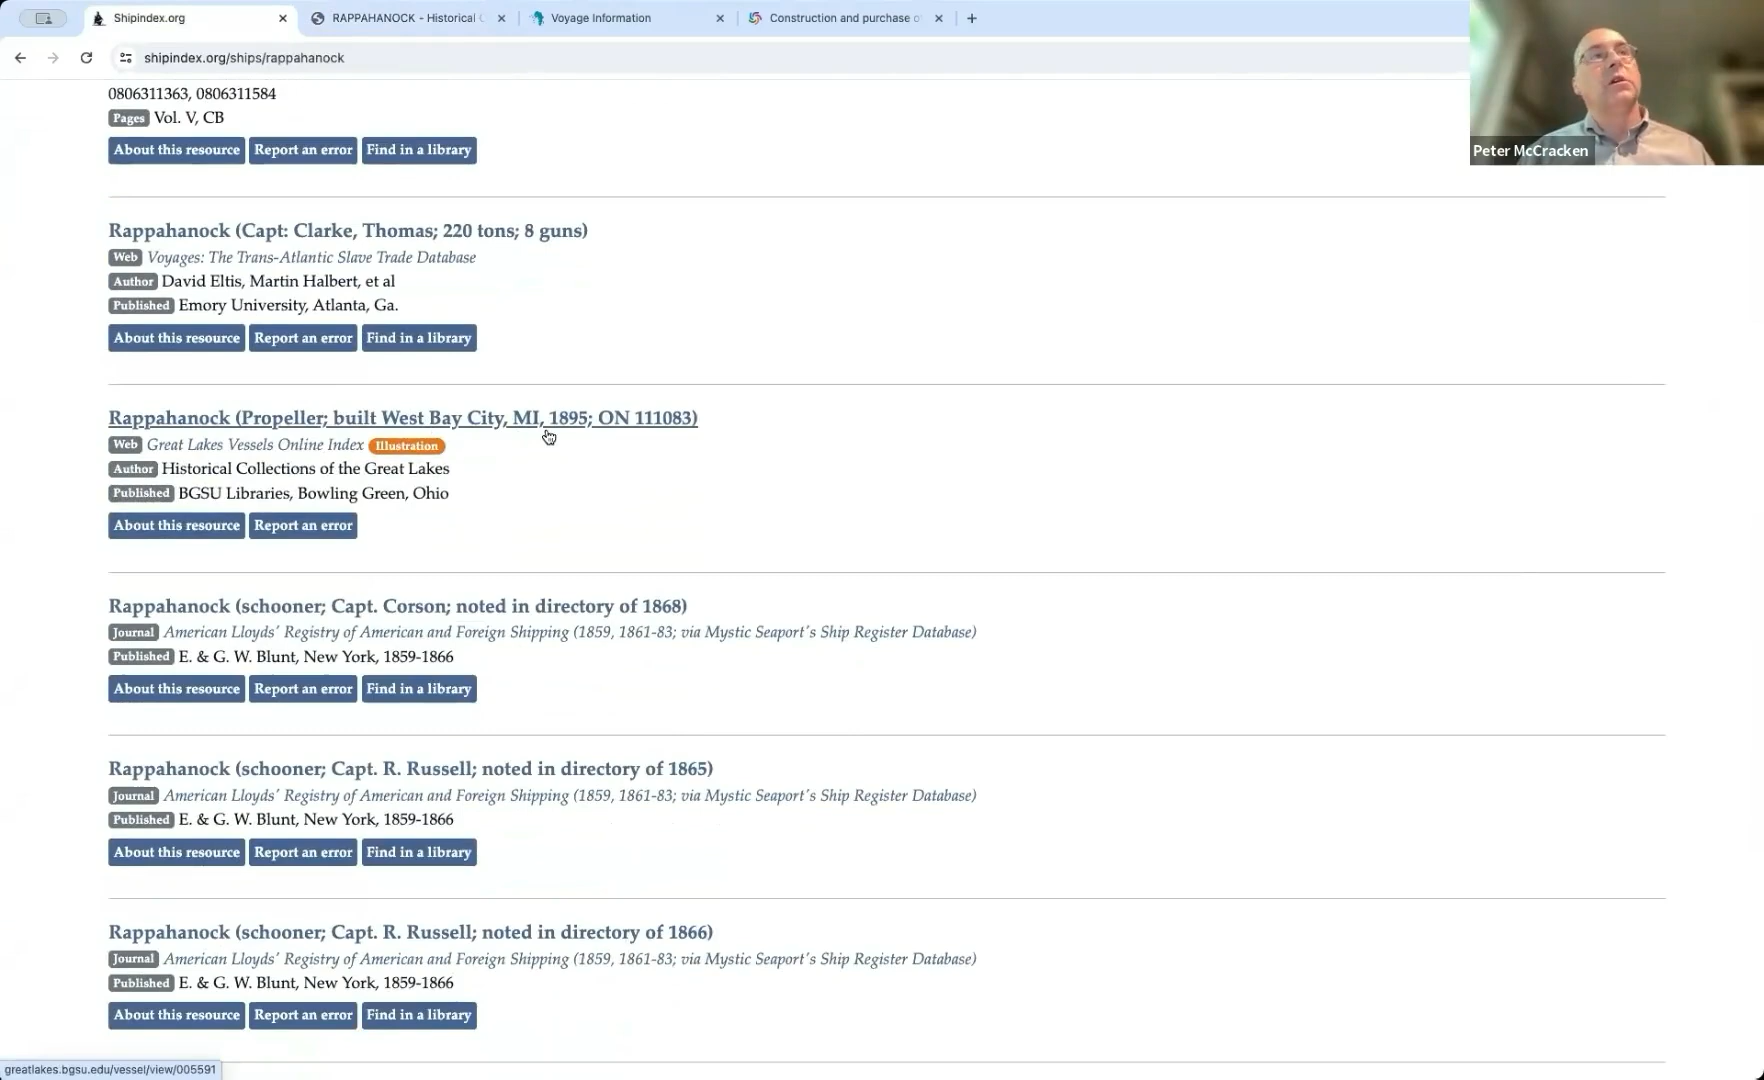 Shipindex.org
RAPPAHANOCK - Historical
Voyage Information
Construction and purchase o
shipindex.org/ships/rappahanock
Peter McCracken
0806311363, 0806311584
Pages Vol. V, CB
About this resource Report an error Find in a library
Rappahanock (Capt: Clarke, Thomas; 220 tons; 8 guns)
Web Voyages: The Trans-Atlantic Slave Trade Database
Author David Eltis, Martin Halbert, et al
Published Emory University, Atlanta, Ga.
About this resource Report an error Find in a library
Rappahanock (Propeller; built West Bay City, MI, 1895; ON 111083)
Web Great Lakes Vessels Online Index Illustration
Author Historical Collections of the Great Lakes
Published BGSU Libraries, Bowling Green, Ohio
About this resource Report an error
Rappahanock (schooner; Capt. Corson; noted in directory of 1868)
Journal American Lloyds' Registry of American and Foreign Shipping (1859, 1861-83; via Mystic Seaport's Ship Register Database)
Published E. & G. W. Blunt, New York, 1859-1866
About this resource Report an error Find in a library
Rappahanock (schooner; Capt. R. Russell; noted in directory of 1865)
Journal American Lloyds' Registry of American and Foreign Shipping (1859, 1861-83; via Mystic Seaport's Ship Register Database)
Published E. & G. W. Blunt, New York, 1859-1866
About this resource Report an error Find in a library
Rappahanock (schooner; Capt. R. Russell; noted in directory of 1866)
Journal American Lloyds' Registry of American and Foreign Shipping (1859, 1861-83; via Mystic Seaport's Ship Register Database)
Published E. & G. W. Blunt, New York, 1859-1866
About this resource Report an error Find in a library
greatlakes.bgsu.edu/vessel/view/005591